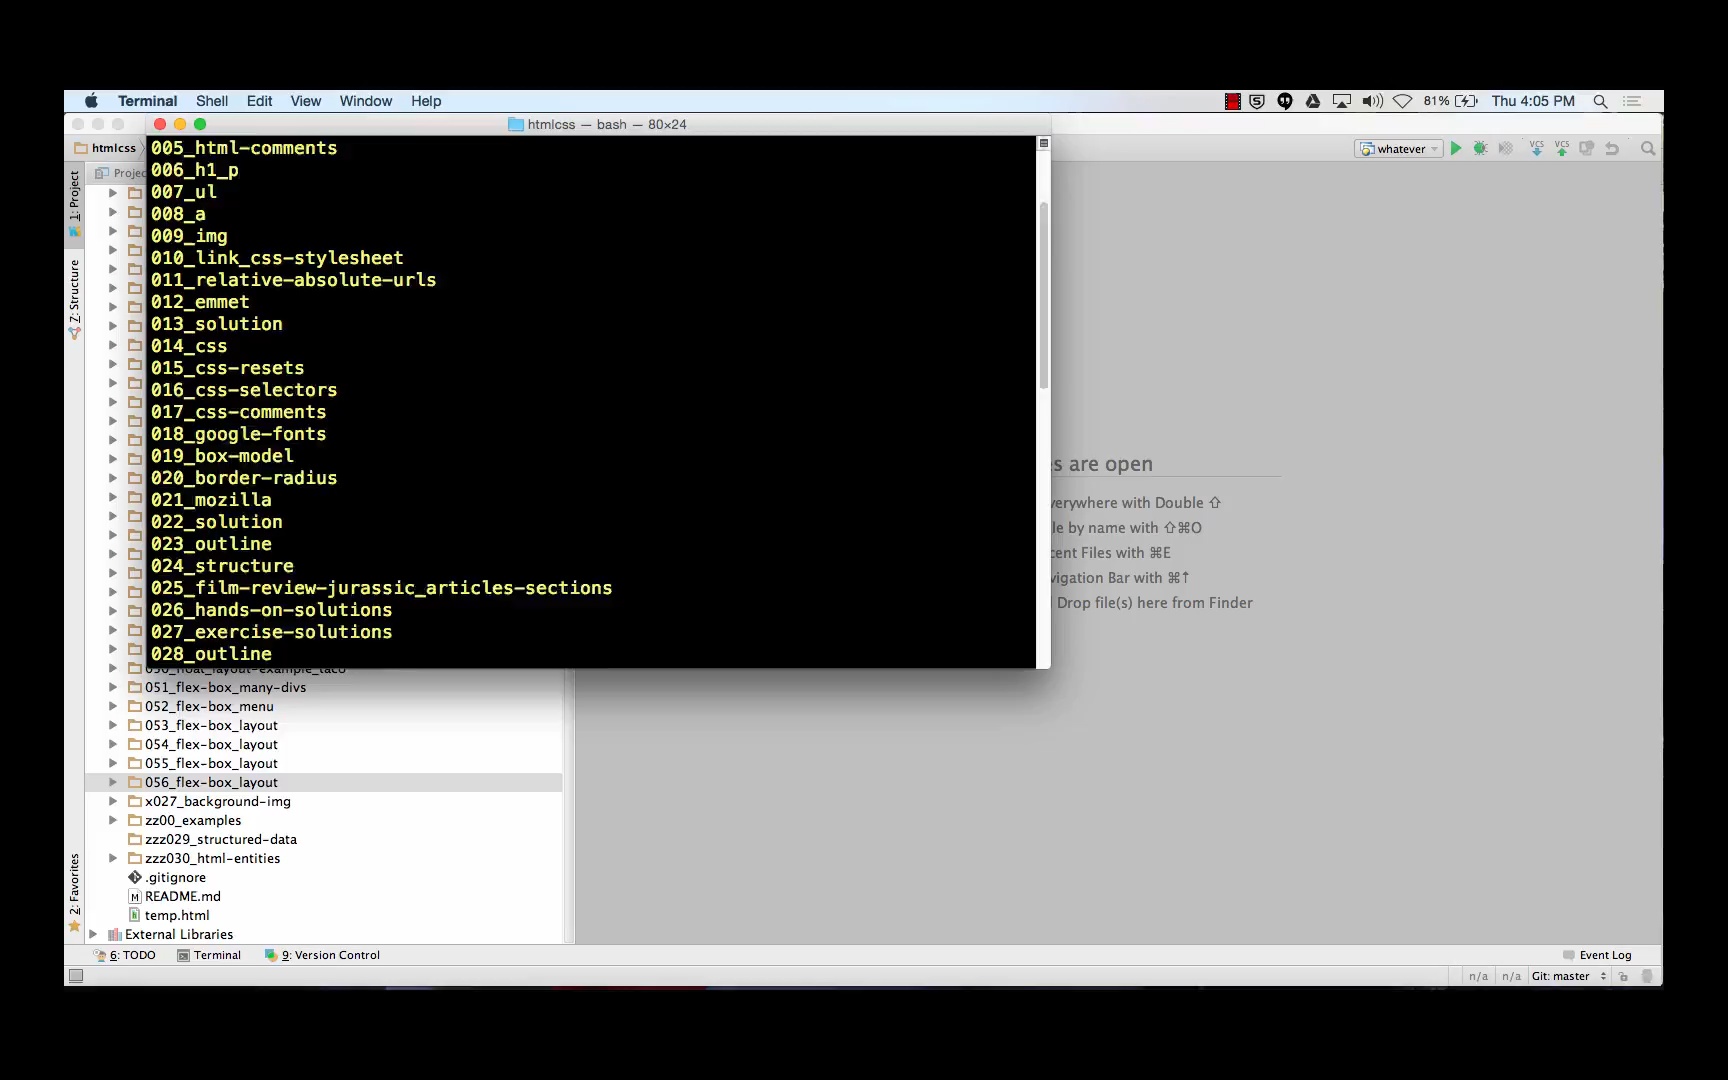 Terminal Shell Edit View Window Help 81% Thu 4:05 PM
htmlcss — bash — 80×24
htmlcss whatever VCS VCS
005_html-comments
006_h1_p
007_ul
008_a
009_img
010_link_css-stylesheet
011_relative-absolute-urls
012_emmet
013_solution
014_css
015_css-resets
016_css-selectors
017_css-comments
018_google-fonts
019_box-model
020_border-radius
021_mozilla
022_solution
023_outline
024_structure
025_film-review-jurassic_articles-sections
026_hands-on-solutions
027_exercise-solutions
028_outline
1: Project
7: Structure
2: Favorites
Projec
s are open
verywhere with Double ⇧
le by name with ⇧⌘O
cent Files with ⌘E
vigation Bar with ⌘↑
Drop file(s) here from Finder
050_float_layout-example_taco
051_flex-box_many-divs
052_flex-box_menu
053_flex-box_layout
054_flex-box_layout
055_flex-box_layout
056_flex-box_layout
x027_background-img
zz00_examples
zzz029_structured-data
zzz030_html-entities
.gitignore
README.md
temp.html
External Libraries
6: TODO Terminal 9: Version Control Event Log
n/a n/a Git: master